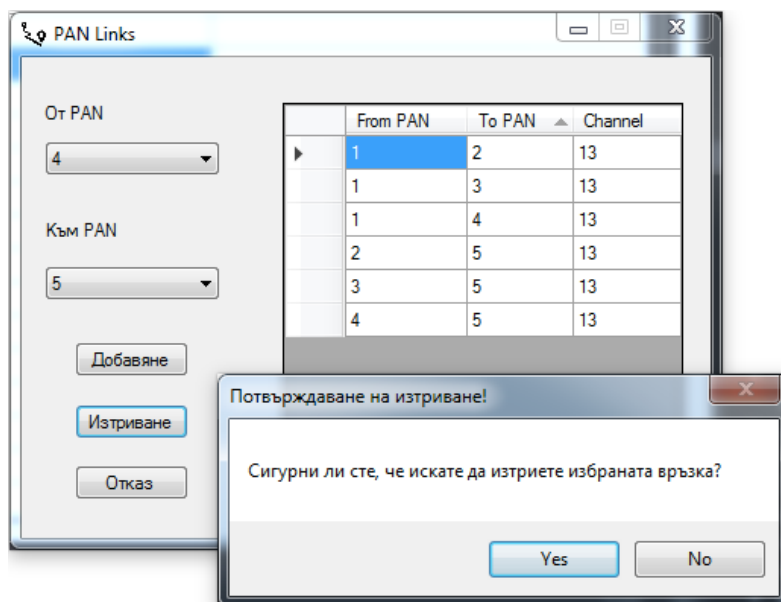 PAN Links
От PAN
4
Към PAN
5
Добавяне
Изтриване
Отказ
From PAN To PAN Channel
1 2 13
1 3 13
1 4 13
2 5 13
3 5 13
4 5 13
Потвърждаване на изтриване!
Сигурни ли сте, че искате да изтриете избраната връзка?
Yes No